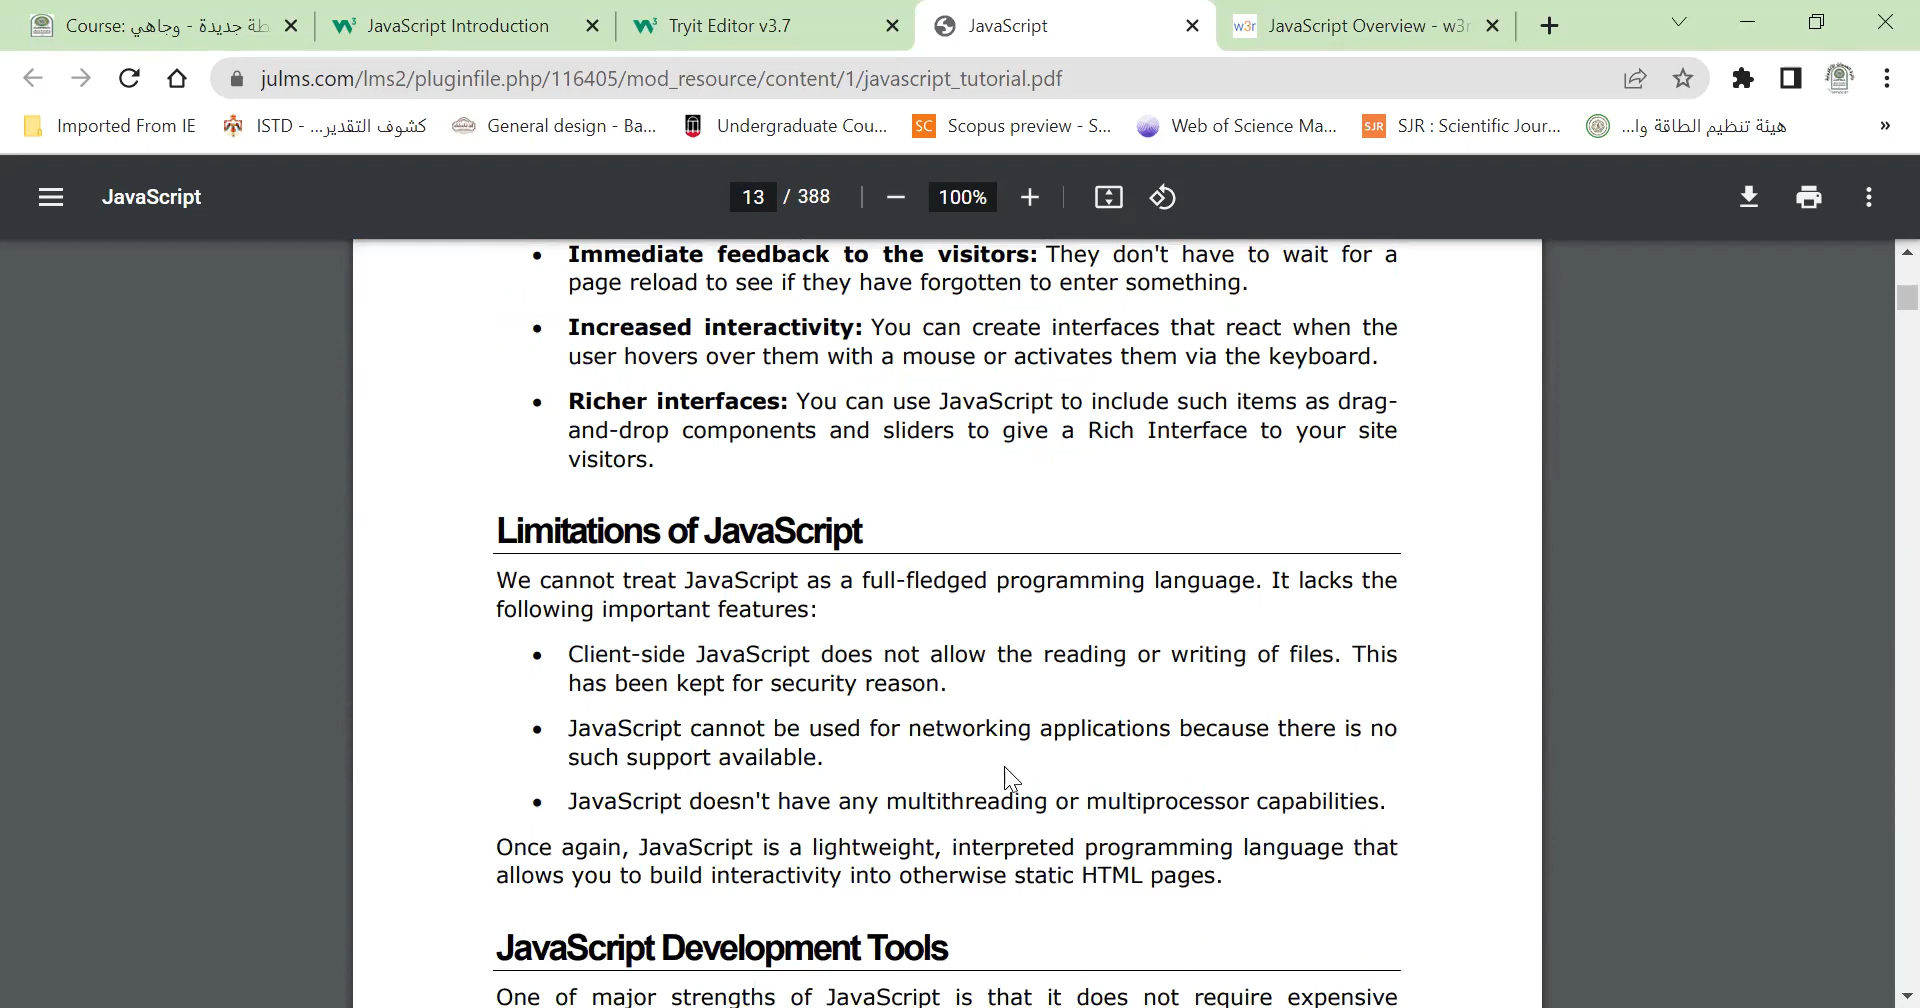 Course: طة جديدة - وجاهي
JavaScript Introduction
Tryit Editor v3.7
JavaScript
w3r JavaScript Overview - w3r
julms.com/lms2/pluginfile.php/116405/mod_resource/content/1/javascript_tutorial.pdf
Imported From IE
ISTD - ...كشوف التقدير
General design - Ba...
Undergraduate Cou...
SC Scopus preview - S...
Web of Science Ma...
SJR SJR : Scientific Jour...
هيئة تنظيم الطاقة وا...
»
JavaScript
13 / 388
100%
• Immediate feedback to the visitors: They don't have to wait for a
page reload to see if they have forgotten to enter something.
• Increased interactivity: You can create interfaces that react when the
user hovers over them with a mouse or activates them via the keyboard.
• Richer interfaces: You can use JavaScript to include such items as drag-
and-drop components and sliders to give a Rich Interface to your site
visitors.
Limitations of JavaScript
We cannot treat JavaScript as a full-fledged programming language. It lacks the
following important features:
• Client-side JavaScript does not allow the reading or writing of files. This
has been kept for security reason.
• JavaScript cannot be used for networking applications because there is no
such support available.
• JavaScript doesn't have any multithreading or multiprocessor capabilities.
Once again, JavaScript is a lightweight, interpreted programming language that
allows you to build interactivity into otherwise static HTML pages.
JavaScript Development Tools
One of major strengths of JavaScript is that it does not require expensive